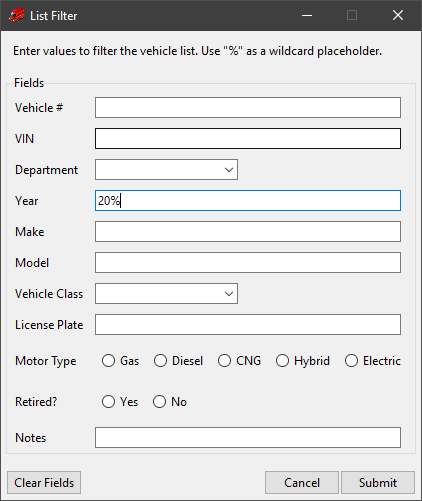 List Filter
Enter values to filter the vehicle list. Use "%" as a wildcard placeholder.
Fields
Vehicle #
VIN
Department
Year 20%
Make
Model
Vehicle Class
License Plate
Motor Type Gas Diesel CNG Hybrid Electric
Retired? Yes No
Notes
Clear Fields Cancel Submit